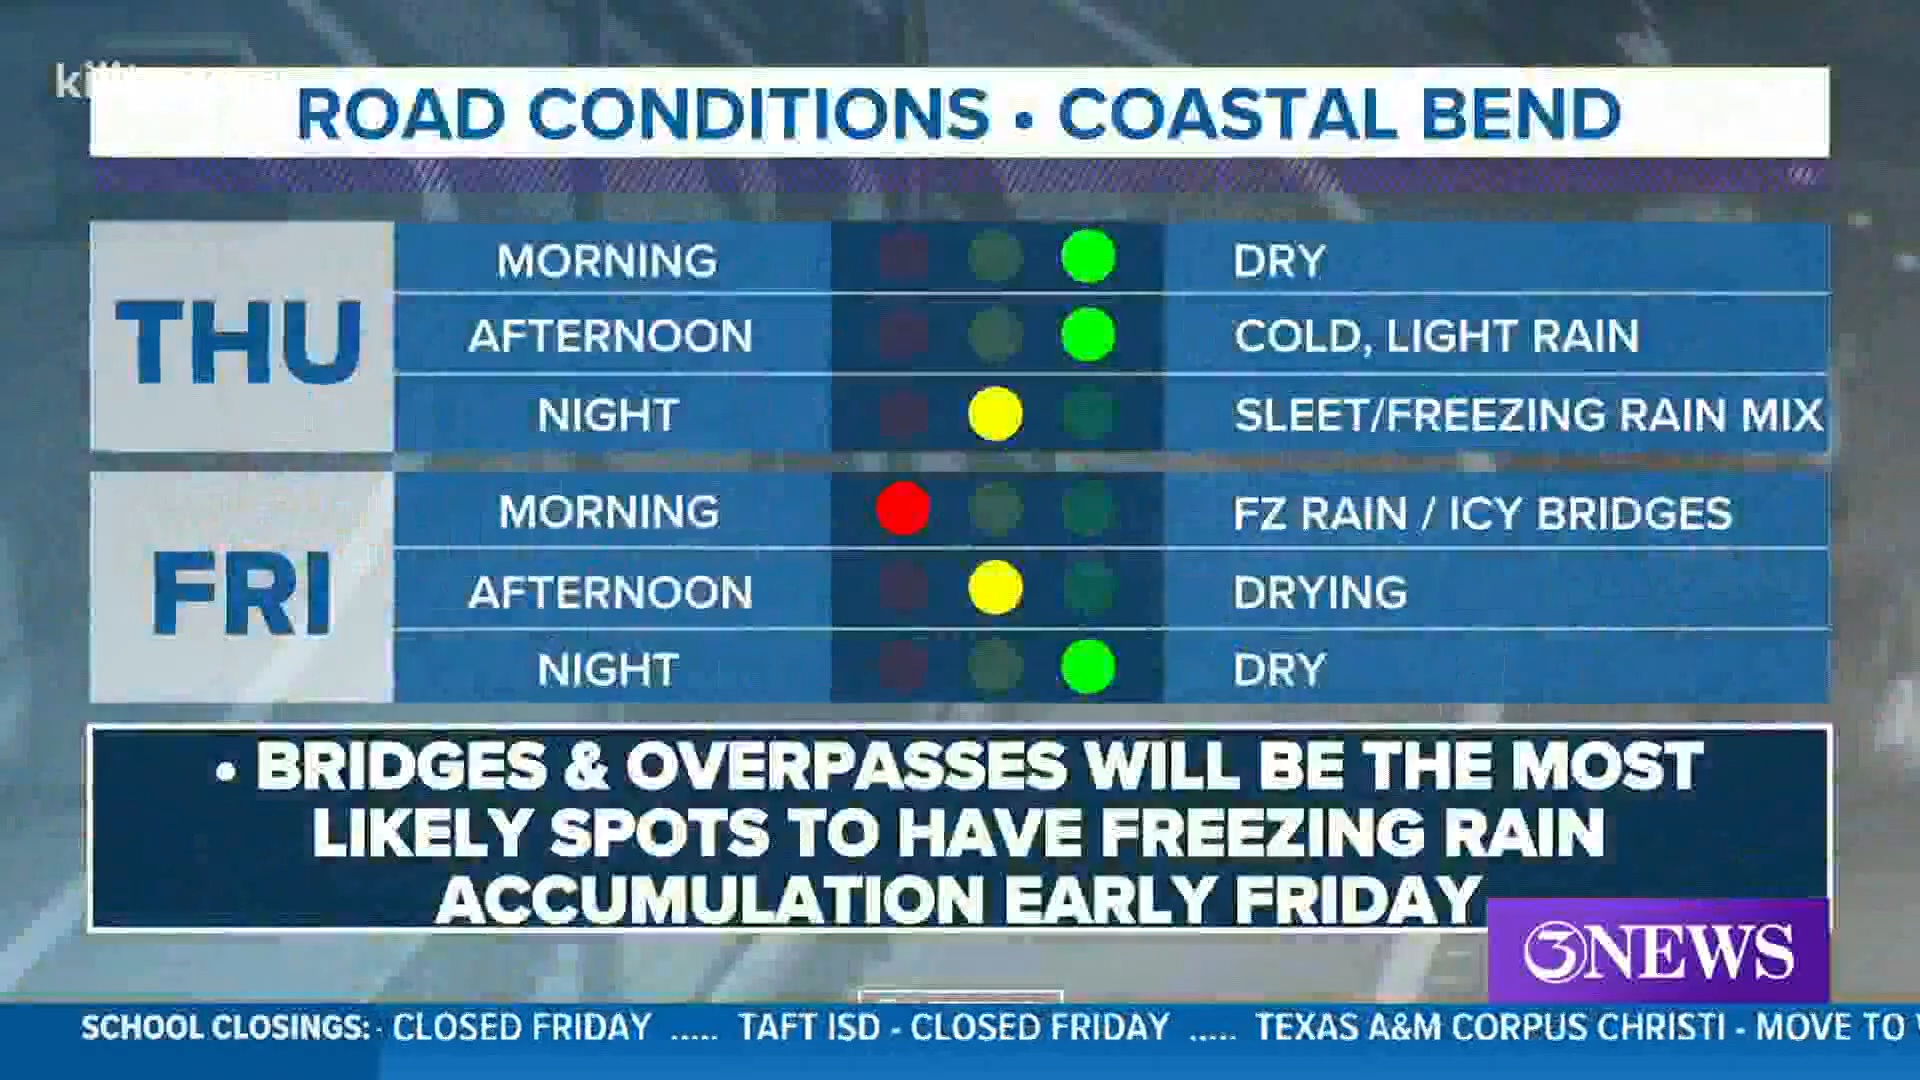 ROAD CONDITIONS • COASTAL BEND
THU
MORNING
DRY
AFTERNOON
COLD, LIGHT RAIN
NIGHT
SLEET/FREEZING RAIN MIX
FRI
MORNING
FZ RAIN / ICY BRIDGES
AFTERNOON
DRYING
NIGHT
DRY
• BRIDGES & OVERPASSES WILL BE THE MOST
LIKELY SPOTS TO HAVE FREEZING RAIN
ACCUMULATION EARLY FRIDAY
3NEWS
SCHOOL CLOSINGS: - CLOSED FRIDAY ..... TAFT ISD - CLOSED FRIDAY ..... TEXAS A&M CORPUS CHRISTI - MOVE TO